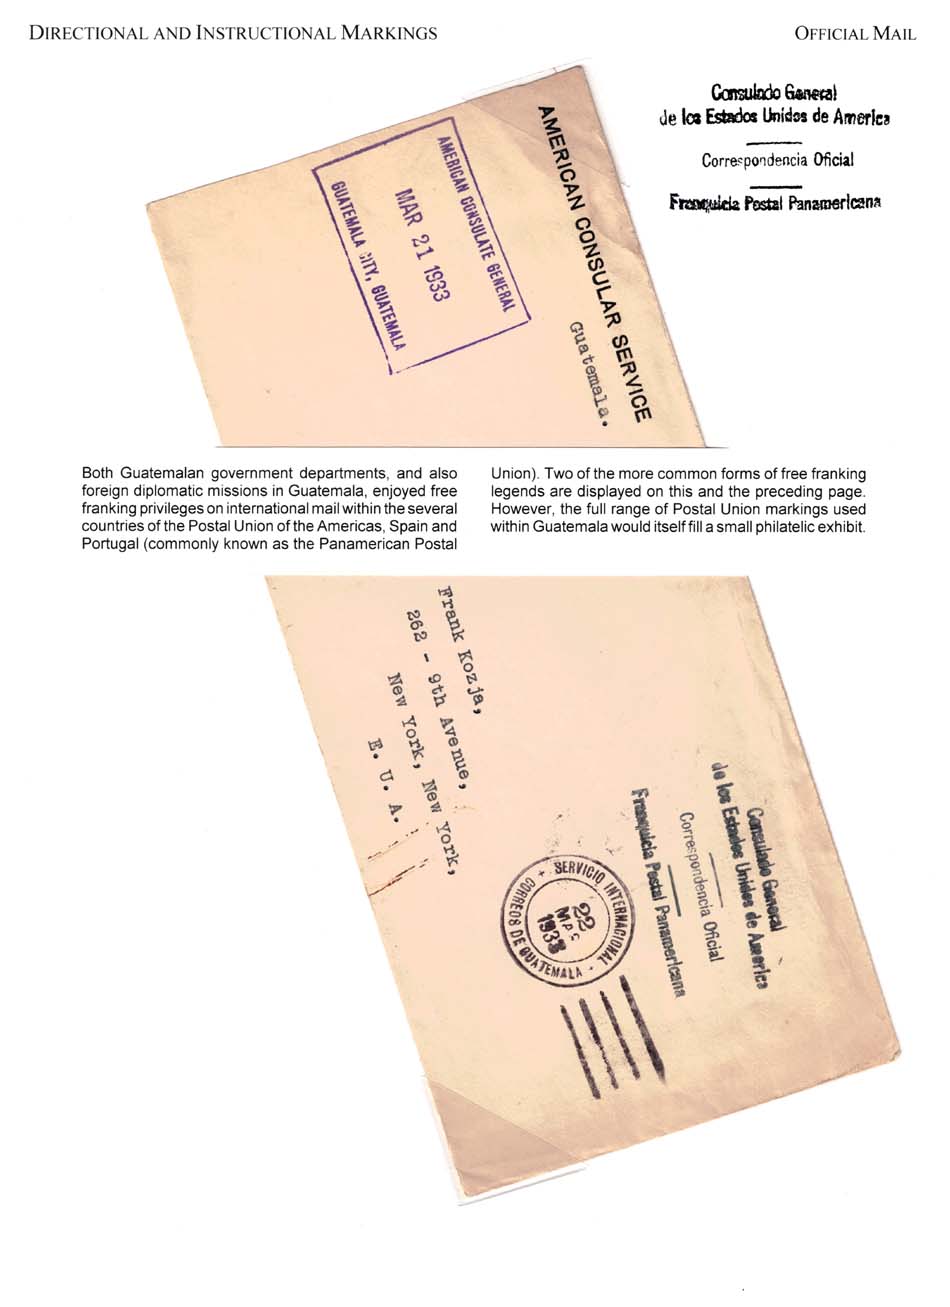 DIRECTIONAL AND INSTRUCTIONAL MARKINGS
OFFICIAL MAIL
Consulado General
de los Estados Unidos de America
Correspondencia Oficial
Franquicia Postal Panamericana
AMERICAN CONSULAR SERVICE
Guatemala.
AMERICAN CONSULATE GENERAL
MAR 21 1933
GUATEMALA CITY, GUATEMALA
Both Guatemalan government departments, and also
foreign diplomatic missions in Guatemala, enjoyed free
franking privileges on international mail within the several
countries of the Postal Union of the Americas, Spain and
Portugal (commonly known as the Panamerican Postal
Union). Two of the more common forms of free franking
legends are displayed on this and the preceding page.
However, the full range of Postal Union markings used
within Guatemala would itself fill a small philatelic exhibit.
Consulado General
de los Estados Unidos de America
Correspondencia Oficial
Franquicia Postal Panamericana
SERVICIO INTERNACIONAL
22
MAR
1933
CORREOS DE GUATEMALA
Frank Kozja,
262 - 9th Avenue,
New York, New York,
E. U. A.